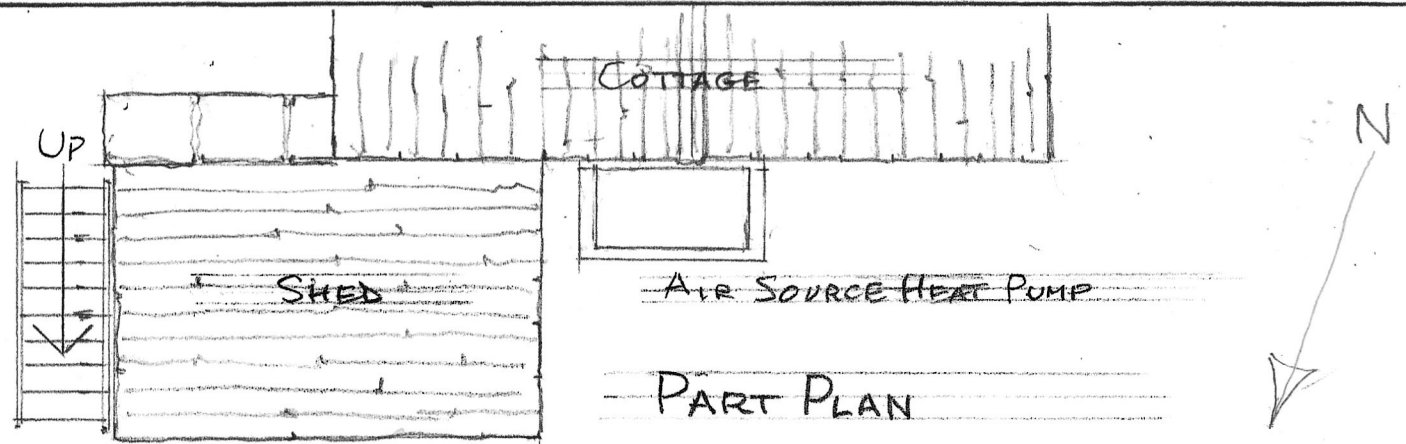 COTTAGE
UP
N
SHED
AIR SOURCE HEAT PUMP
PART PLAN